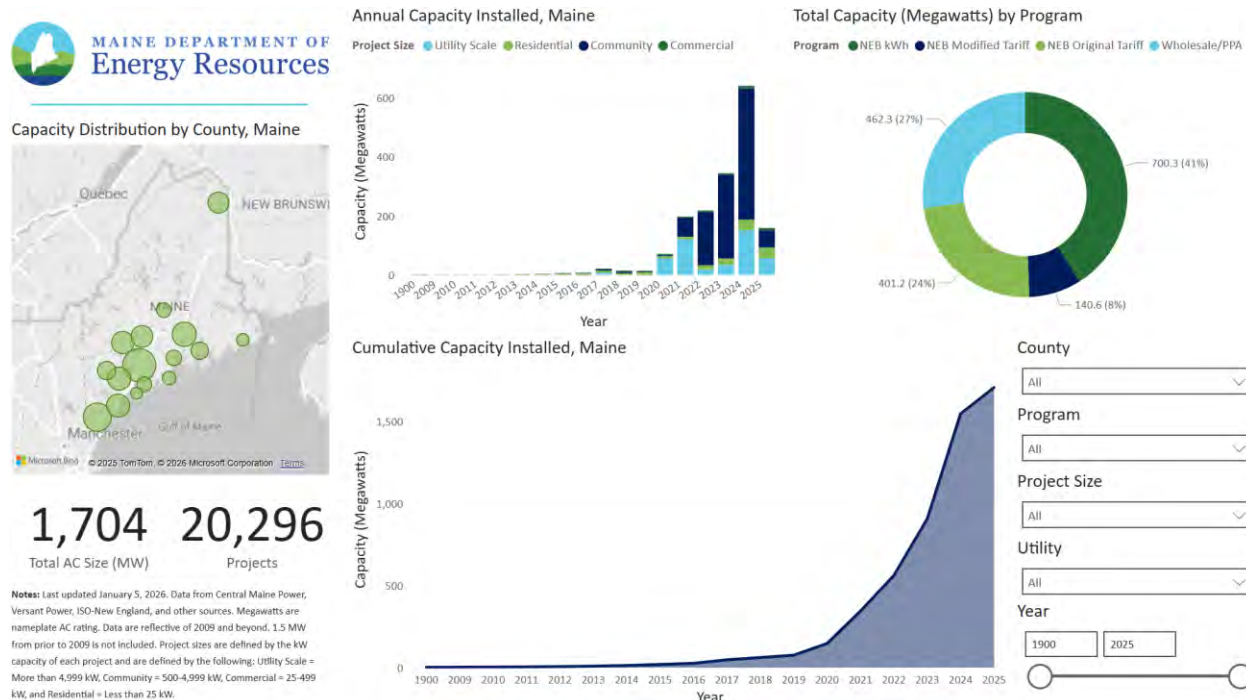 MAINE DEPARTMENT OF
Energy Resources
Capacity Distribution by County, Maine
Québec
NEW BRUNSWI
MAINE
Gulf of Maine
Manchester
Microsoft Bing
© 2025 TomTom, © 2026 Microsoft Corporation Terms
1,704
Total AC Size (MW)
20,296
Projects
Notes: Last updated January 5, 2026. Data from Central Maine Power,
Versant Power, ISO-New England, and other sources. Megawatts are
nameplate AC rating. Data are reflective of 2009 and beyond. 1.5 MW
from prior to 2009 is not included. Project sizes are defined by the kW
capacity of each project and are defined by the following: Utility Scale =
More than 4,999 kW, Community = 500-4,999 kW, Commercial = 25-499
kW, and Residential = Less than 25 kW.
Annual Capacity Installed, Maine
Project Size Utility Scale Residential Community Commercial
Capacity (Megawatts)
600
400
200
0
1900 2009 2010 2011 2012 2013 2014 2015 2016 2017 2018 2019 2020 2021 2022 2023 2024 2025
Year
Total Capacity (Megawatts) by Program
Program NEB kWh NEB Modified Tariff NEB Original Tariff Wholesale/PPA
462.3 (27%)
700.3 (41%)
401.2 (24%)
140.6 (8%)
Cumulative Capacity Installed, Maine
Capacity (Megawatts)
1,500
1,000
500
0
1900 2009 2010 2011 2012 2013 2014 2015 2016 2017 2018 2019 2020 2021 2022 2023 2024 2025
Year
County
All
Program
All
Project Size
All
Utility
All
Year
1900 2025